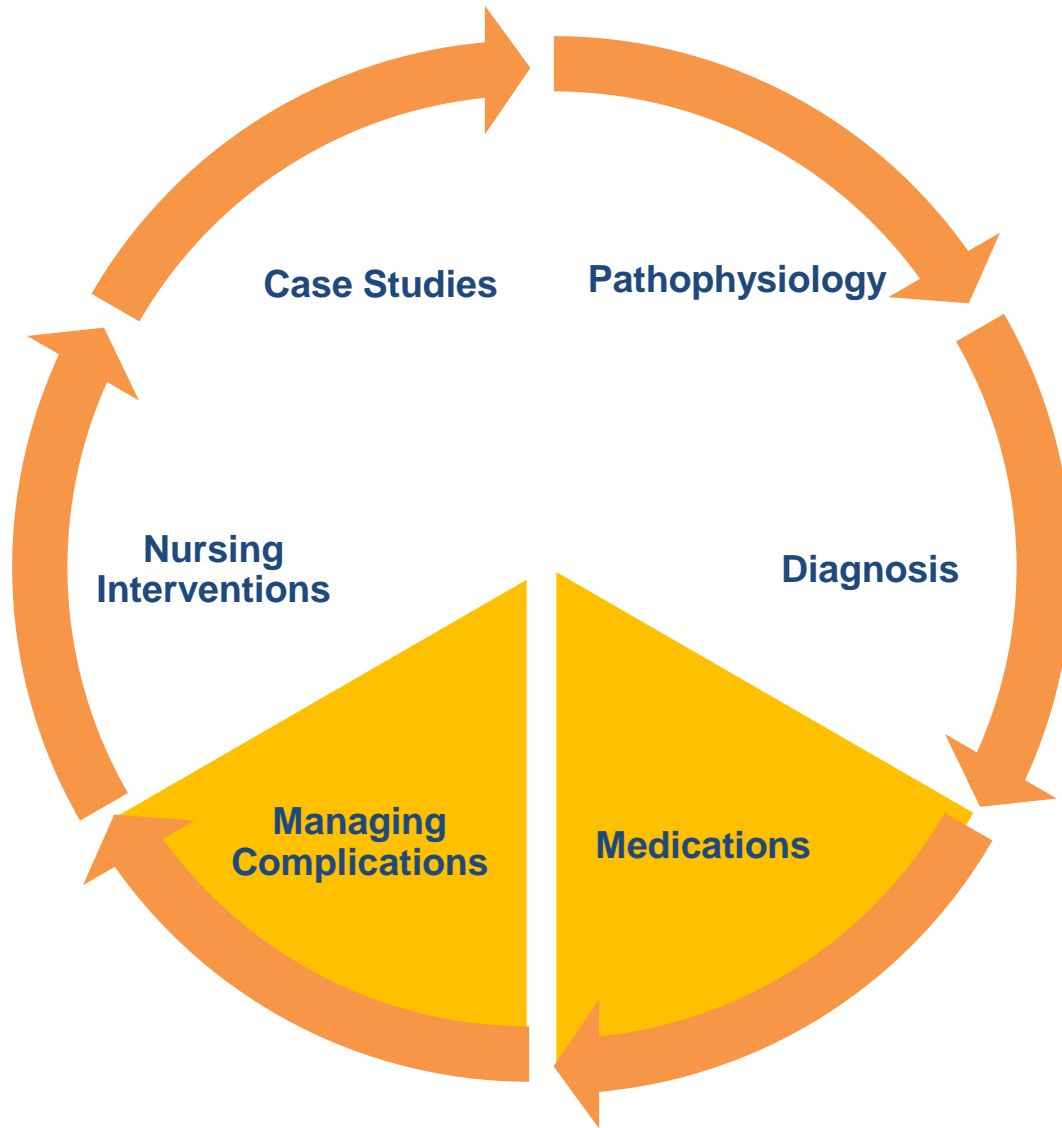 Case Studies
Pathophysiology
Nursing
Interventions
Diagnosis
Managing
Complications
Medications